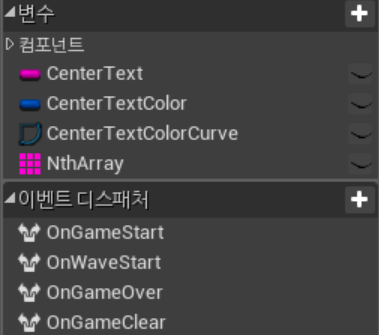 변수
컴포넌트
CenterText
CenterTextColor
CenterTextColorCurve
NthArray
이벤트 디스패처
OnGameStart
OnWaveStart
OnGameOver
OnGameClear